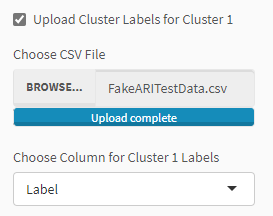 Upload Cluster Labels for Cluster 1
Choose CSV File
BROWSE... FakeARITestData.csv
Upload complete
Choose Column for Cluster 1 Labels
Label